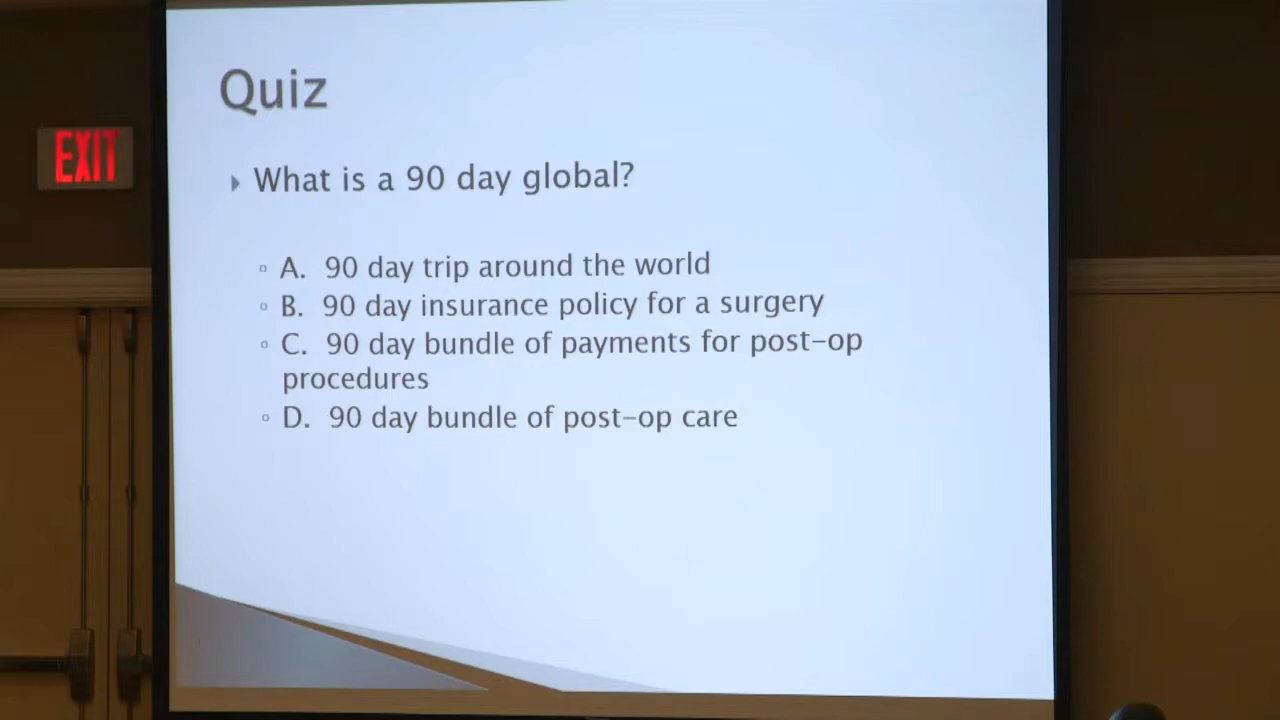 Quiz
EXIT
What is a 90 day global?
A. 90 day trip around the world
B. 90 day insurance policy for a surgery
C. 90 day bundle of payments for post-op
procedures
D. 90 day bundle of post-op care